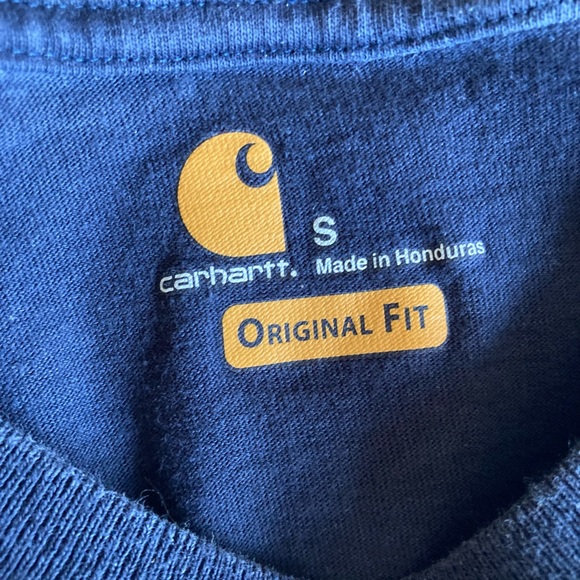 S
carhartt. Made in Honduras
ORIGINAL FIT